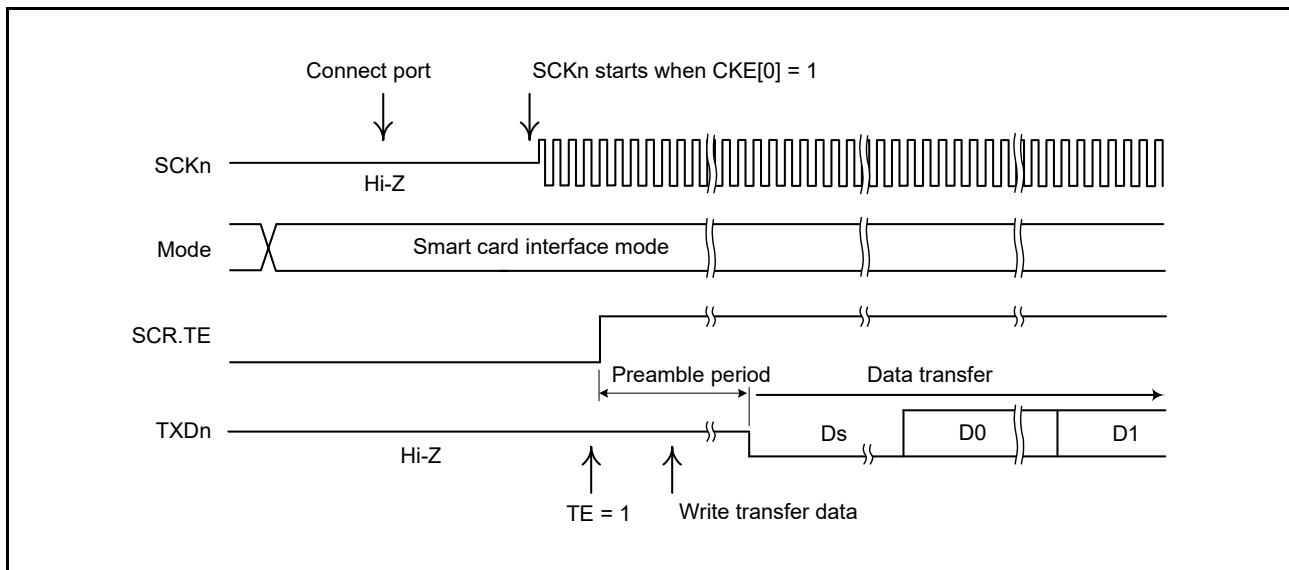 Connect port
SCKn starts when CKE[0] = 1
SCKn
Hi-Z
Mode
Smart card interface mode
SCR.TE
Preamble period
Data transfer
TXDn
Ds
D0
D1
Hi-Z
TE = 1
Write transfer data